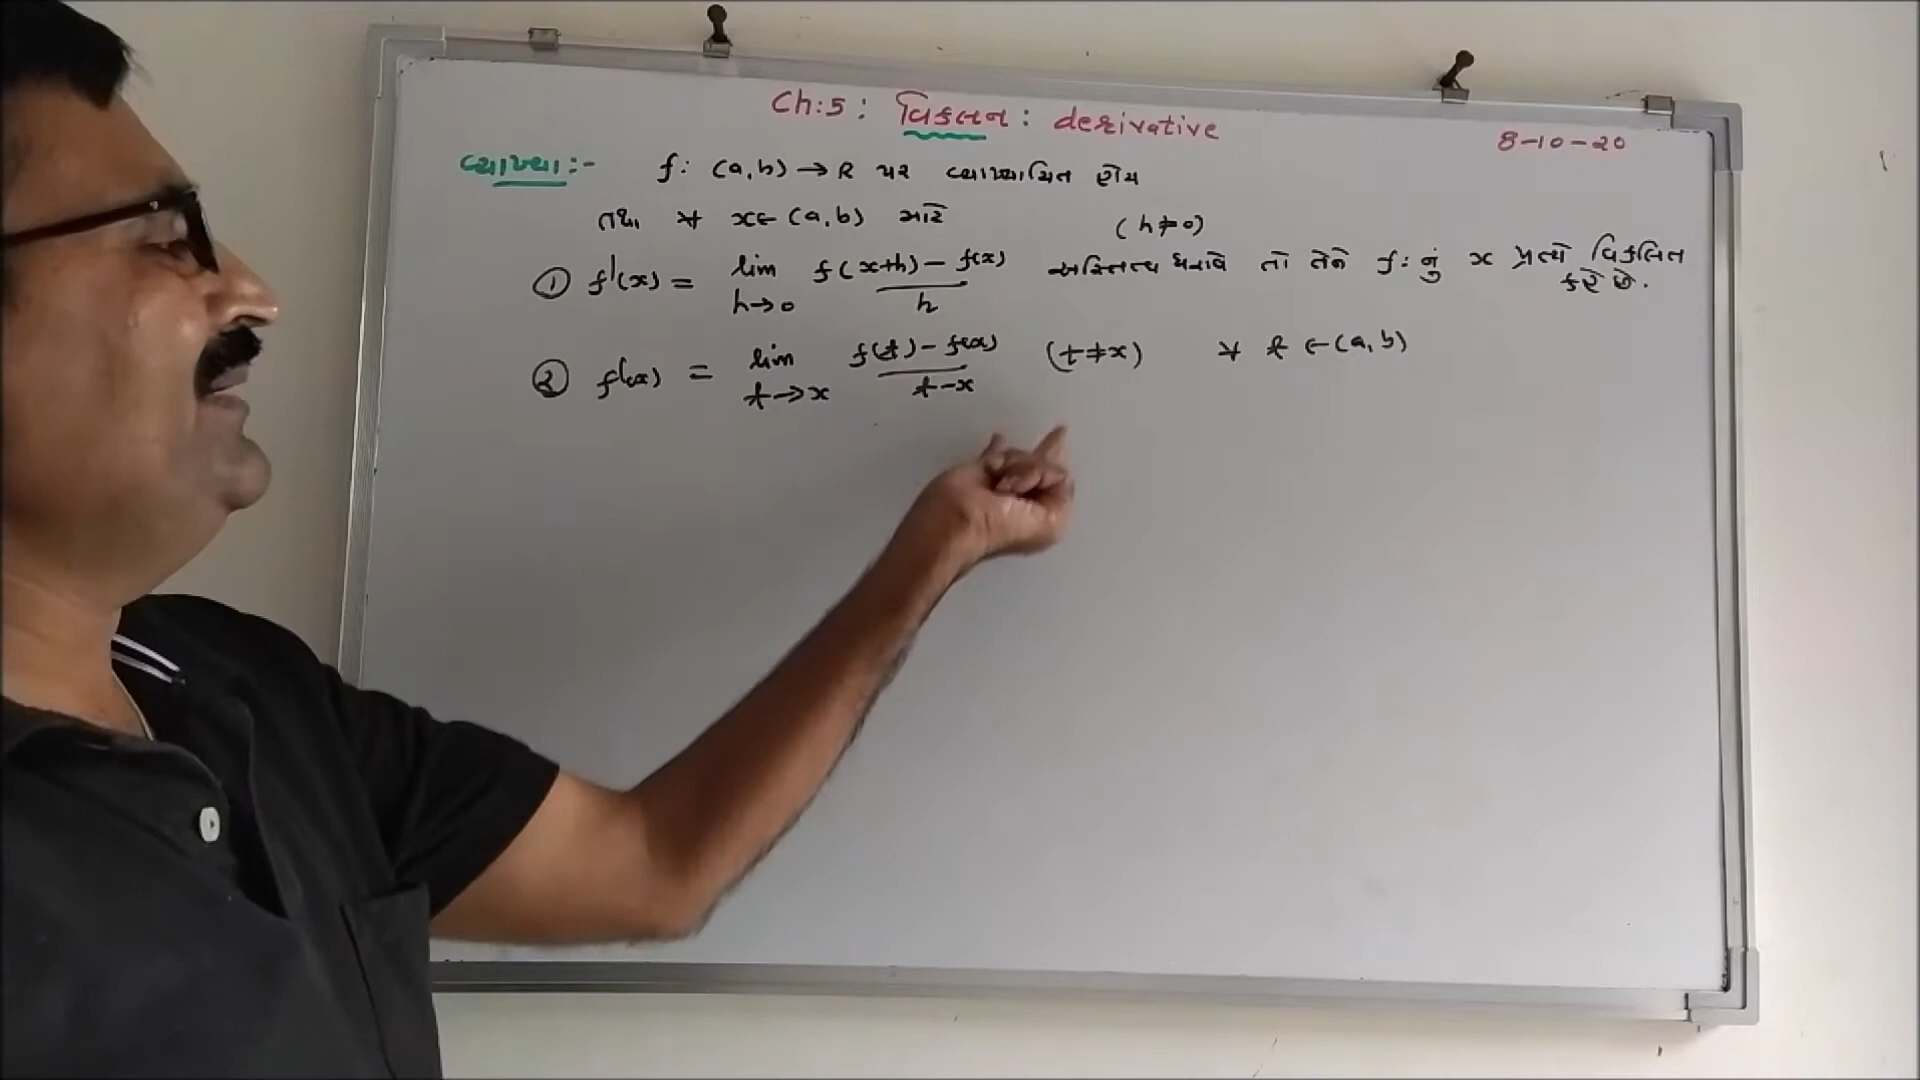 Ch:5: વિકલન: derivative
8-10-20
વ્યાખ્યા:- f: (a,b) → R પર વ્યાખ્યાયિત હોય
તથા ∀ x ∈ (a,b) માટે (h≠0)
① f'(x) = lim h→0 f(x+h) - f(x) / h અસ્તિત્વ ધરાવે તો તેને f: નું x પ્રત્યે વિકલિત કહે છે.
② f'(x) = lim t→x f(t) - f(x) / t-x (t≠x) ∀ t ∈ (a,b)